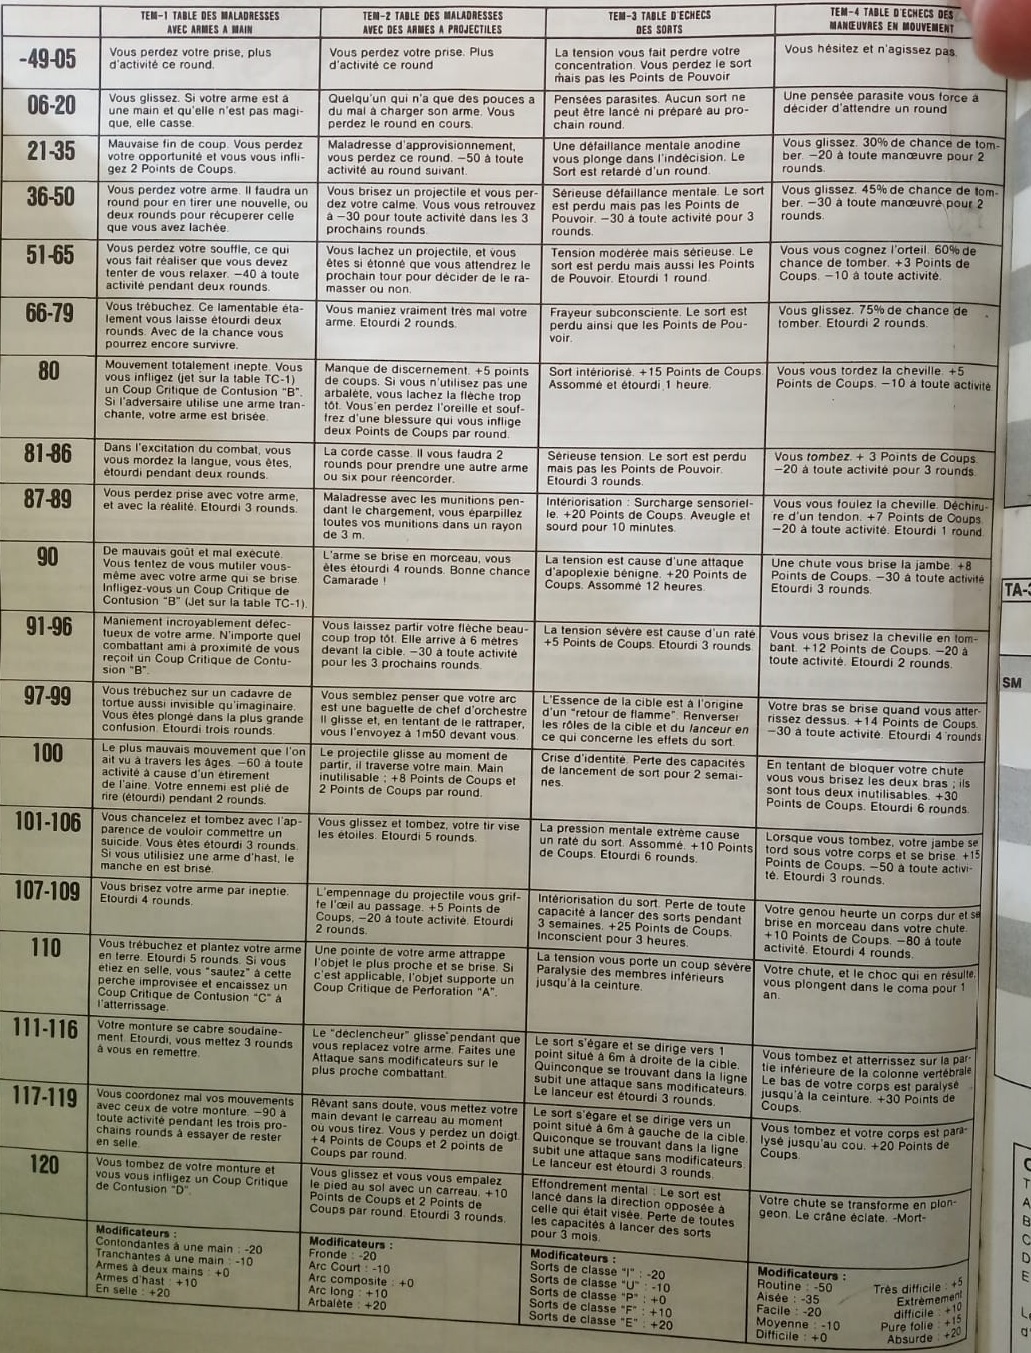 TEM-1 TABLE DES MALADRESSES
AVEC ARMES A MAIN
TEM-2 TABLE DES MALADRESSES
AVEC DES ARMES A PROJECTILES
TEM-3 TABLE D'ECHECS
DES SORTS
TEM-4 TABLE D'ECHECS DES
MANŒUVRES EN MOUVEMENT
-49-05
Vous perdez votre prise, plus
d'activité ce round.
Vous perdez votre prise. Plus
d'activité ce round
La tension vous fait perdre votre
concentration. Vous perdez le sort
mais pas les Points de Pouvoir
Vous hésitez et n'agissez pas.
06-20
Vous glissez. Si votre arme est à
une main et qu'elle n'est pas magi-
que, elle casse.
Quelqu'un qui n'a que des pouces a
du mal à charger son arme. Vous
perdez le round en cours.
Pensées parasites. Aucun sort ne
peut être lancé ni préparé au pro-
chain round.
Une pensée parasite vous force à
décider d'attendre un round
21-35
Mauvaise fin de coup. Vous perdez
votre opportunité et vous vous infli-
gez 2 Points de Coups.
Maladresse d'approvisionnement,
vous perdez ce round. -50 à toute
activité au round suivant.
Une défaillance mentale anodine
vous plonge dans l'indécision. Le
Sort est retardé d'un round.
Vous glissez. 30% de chance de tom-
ber. -20 à toute manœuvre pour 2
rounds.
36-50
Vous perdez votre arme. Il faudra un
round pour en tirer une nouvelle, ou
deux rounds pour récuperer celle
que vous avez lachée.
Vous brisez un projectile et vous per-
dez votre calme. Vous vous retrouvez
à -30 pour toute activité dans les 3
prochains rounds.
Sérieuse défaillance mentale. Le sort
est perdu mais pas les Points de
Pouvoir. -30 à toute activité pour 3
rounds.
Vous glissez. 45% de chance de tom-
ber. -30 à toute manœuvre pour 2
rounds.
51-65
Vous perdez votre souffle, ce qui
vous fait réaliser que vous devez
tenter de vous relaxer. -40 à toute
activité pendant deux rounds.
Vous lachez un projectile, et vous
êtes si étonné que vous attendrez le
prochain tour pour décider de le ra-
masser ou non.
Tension modérée mais sérieuse. Le
sort est perdu mais aussi les Points
de Pouvoir. Etourdi 1 round.
Vous vous cognez l'orteil. 60% de
chance de tomber. +3 Points de
Coups. -10 à toute activité.
66-79
Vous trébuchez. Ce lamentable éta-
lement vous laisse étourdi deux
rounds. Avec de la chance vous
pourrez encore survivre.
Vous maniez vraiment très mal votre
arme. Etourdi 2 rounds.
Frayeur subconsciente. Le sort est
perdu ainsi que les Points de Pou-
voir.
Vous glissez. 75% de chance de
tomber. Etourdi 2 rounds.
80
Mouvement totalement inepte. Vous
vous infligez (jet sur la table TC-1)
un Coup Critique de Contusion "B".
Si l'adversaire utilise une arme tran-
chante, votre arme est brisée.
Manque de discernement. +5 points
de coups. Si vous n'utilisez pas une
arbalète, vous lachez la flèche trop
tôt. Vous en perdez l'oreille et souf-
frez d'une blessure qui vous inflige
deux Points de Coups par round.
Sort intériorisé. +15 Points de Coups
Assommé et étourdi 1 heure.
Vous vous tordez la cheville. +5
Points de Coups. -10 à toute activité
81-86
Dans l'excitation du combat, vous
vous mordez la langue, vous êtes,
étourdi pendant deux rounds.
La corde casse. Il vous faudra 2
rounds pour prendre une autre arme
ou six pour réencorder.
Sérieuse tension. Le sort est perdu
mais pas les Points de Pouvoir.
Etourdi 3 rounds.
Vous tombez. + 3 Points de Coups.
-20 à toute activité pour 3 rounds.
87-89
Vous perdez prise avec votre arme,
et avec la réalité. Etourdi 3 rounds.
Maladresse avec les munitions pen-
dant le chargement, vous éparpillez
toutes vos munitions dans un rayon
de 3 m.
Intériorisation : Surcharge sensoriel-
le. +20 Points de Coups. Aveugle et
sourd pour 10 minutes.
Vous vous foulez la cheville. Déchiru-
re d'un tendon. +7 Points de Coups.
-20 à toute activité. Etourdi 1 round.
90
De mauvais goût et mal exécuté.
Vous tentez de vous mutiler vous-
même avec votre arme qui se brise.
Infligez-vous un Coup Critique de
Contusion "B" (Jet sur la table TC-1).
L'arme se brise en morceau, vous
êtes étourdi 4 rounds. Bonne chance
Camarade !
La tension est cause d'une attaque
d'apoplexie bénigne. +20 Points de
Coups. Assommé 12 heures.
Une chute vous brise la jambe. +8
Points de Coups. -30 à toute activité
Etourdi 3 rounds.
91-96
Maniement incroyablement défec-
tueux de votre arme. N'importe quel
combattant ami à proximité de vous
reçoit un Coup Critique de Contu-
sion "B".
Vous laissez partir votre flèche beau-
coup trop tôt. Elle arrive à 6 mètres
devant la cible. -30 à toute activité
pour les 3 prochains rounds.
La tension sévère est cause d'un raté
+5 Points de Coups. Etourdi 3 rounds.
Vous vous brisez la cheville en tom-
bant. +12 Points de Coups. -20 à
toute activité. Etourdi 2 rounds.
97-99
Vous trébuchez sur un cadavre de
tortue aussi invisible qu'imaginaire.
Vous êtes plongé dans la plus grande
confusion. Etourdi trois rounds.
Vous semblez penser que votre arc
est une baguette de chef d'orchestre
Il glisse et, en tentant de le rattraper,
vous l'envoyez à 1m50 devant vous.
L'Essence de la cible est à l'origine
d'un "retour de flamme". Renverser
les rôles de la cible et du lanceur en
ce qui concerne les effets du sort.
Votre bras se brise quand vous atter-
rissez dessus. +14 Points de Coups.
-30 à toute activité. Etourdi 4 rounds
100
Le plus mauvais mouvement que l'on
ait vu à travers les âges. -60 à toute
activité à cause d'un étirement
de l'aine. Votre ennemi est plié de
rire (étourdi) pendant 2 rounds.
Le projectile glisse au moment de
partir, il traverse votre main. Main
inutilisable ; +8 Points de Coups et
2 Points de Coups par round.
Crise d'identité. Perte des capacités
de lancement de sort pour 2 semai-
nes.
En tentant de bloquer votre chute
vous vous brisez les deux bras ; ils
sont tous deux inutilisables. +30
Points de Coups. Etourdi 6 rounds.
101-106
Vous chancelez et tombez avec l'ap-
parence de vouloir commettre un
suicide. Vous êtes étourdi 3 rounds.
Si vous utilisiez une arme d'hast, le
manche en est brisé.
Vous glissez et tombez, votre tir vise
les étoiles. Etourdi 5 rounds.
La pression mentale extrême cause
un raté du sort. Assommé. +10 Points
de Coups. Etourdi 6 rounds.
Lorsque vous tombez, votre jambe se
tord sous votre corps et se brise. +15
Points de Coups. -50 à toute activi-
té. Etourdi 3 rounds.
107-109
Vous brisez votre arme par ineptie.
Etourdi 4 rounds.
L'empennage du projectile vous grif-
fe l'œil au passage. +5 Points de
Coups, -20 à toute activité. Etourdi
2 rounds.
Intériorisation du sort. Perte de toute
capacité à lancer des sorts pendant
3 semaines. +25 Points de Coups.
Inconscient pour 3 heures.
Votre genou heurte un corps dur et se
brise en morceau dans votre chute.
+10 Points de Coups. -80 à toute
activité. Etourdi 4 rounds.
110
Vous trébuchez et plantez votre arme
en terre. Etourdi 5 rounds. Si vous
étiez en selle, vous "sautez" à cette
perche improvisée et encaissez un
Coup Critique de Contusion "C" à
l'atterrissage.
Une pointe de votre arme attrappe
l'objet le plus proche et se brise. Si
c'est applicable, l'objet supporte un
Coup Critique de Perforation "A".
La tension vous porte un coup sévère
Paralysie des membres inférieurs
jusqu'à la ceinture.
Votre chute, et le choc qui en résulte,
vous plongent dans le coma pour 1
an.
111-116
Votre monture se cabre soudaine-
ment. Etourdi, vous mettez 3 rounds
à vous en remettre.
Le "déclencheur" glisse pendant que
vous replacez votre arme. Faites une
Attaque sans modificateurs sur le
plus proche combattant.
Le sort s'égare et se dirige vers 1
point situé à 6m à droite de la cible.
Quinconque se trouvant dans la ligne
subit une attaque sans modificateurs.
Le lanceur est étourdi 3 rounds.
Vous tombez et atterrissez sur la par-
tie inférieure de la colonne vertébrale
Le bas de votre corps est paralysé
jusqu'à la ceinture. +30 Points de
Coups.
117-119
Vous coordonez mal vos mouvements
avec ceux de votre monture. -90 à
toute activité pendant les trois pro-
chains rounds à essayer de rester
en selle.
Rêvant sans doute, vous mettez votre
main devant le carreau au moment
ou vous tirez. Vous y perdez un doigt.
+4 Points de Coups et 2 points de
Coups par round.
Le sort s'égare et se dirige vers un
point situé à 6m à gauche de la cible.
Quiconque se trouvant dans la ligne
subit une attaque sans modificateurs.
Le lanceur est étourdi 3 rounds.
Vous tombez et votre corps est para-
lysé jusqu'au cou. +20 Points de
Coups.
120
Vous tombez de votre monture et
vous vous infligez un Coup Critique
de Contusion "D".
Vous glissez et vous vous empalez
le pied au sol avec un carreau. +10
Points de Coups et 2 Points de
Coups par round. Etourdi 3 rounds.
Effondrement mental : Le sort est
lancé dans la direction opposée à
celle qui était visée. Perte de toutes
les capacités à lancer des sorts
pour 3 mois.
Votre chute se transforme en plon-
geon. Le crâne éclate. -Mort-
Modificateurs :
Contondantes à une main : -20
Tranchantes à une main : -10
Armes à deux mains : +0
Armes d'hast : +10
En selle : +20
Modificateurs :
Fronde : -20
Arc Court : -10
Arc composite : +0
Arc long : +10
Arbalète : +20
Modificateurs :
Sorts de classe "I" : -20
Sorts de classe "U" : -10
Sorts de classe "P" : +0
Sorts de classe "F" : +10
Sorts de classe "E" : +20
Modificateurs :
Routine : -50
Aisée : -35
Facile : -20
Moyenne : -10
Difficile : +0
Très difficile : +5
Extrêmement
difficile : +10
Pure folie : +15
Absurde : +20
TA-3
SM